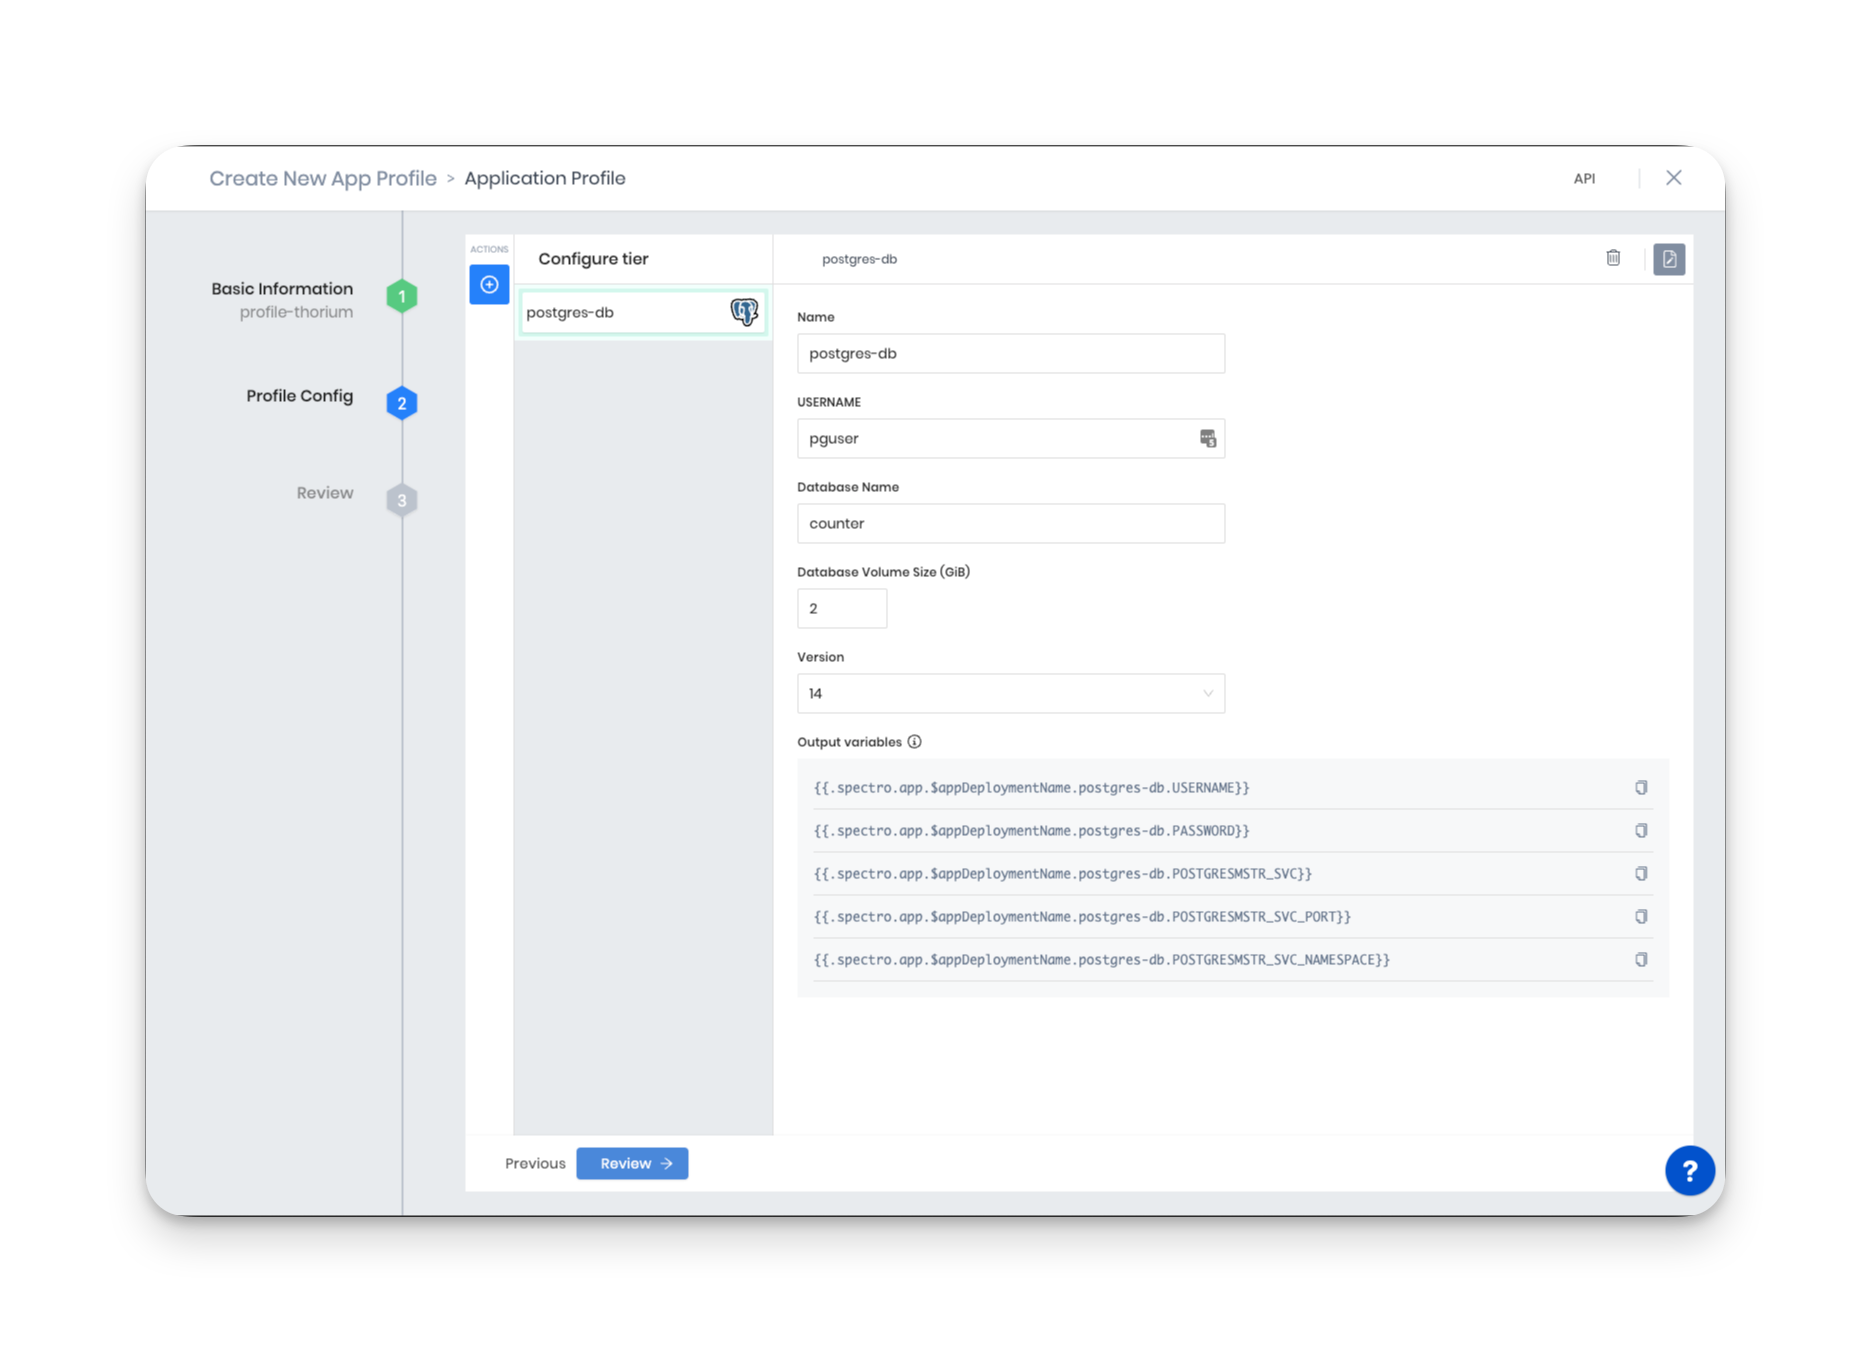 Create New App Profile > Application Profile
API
Basic Information
profile-thorium
1
Profile Config
2
Review
3
ACTIONS
Configure tier
postgres-db
postgres-db
Name
postgres-db
USERNAME
pguser
Database Name
counter
Database Volume Size (GiB)
2
Version
14
Output variables
{{.spectro.app.$appDeploymentName.postgres-db.USERNAME}}
{{.spectro.app.$appDeploymentName.postgres-db.PASSWORD}}
{{.spectro.app.$appDeploymentName.postgres-db.POSTGRESMSTR_SVC}}
{{.spectro.app.$appDeploymentName.postgres-db.POSTGRESMSTR_SVC_PORT}}
{{.spectro.app.$appDeploymentName.postgres-db.POSTGRESMSTR_SVC_NAMESPACE}}
Previous
Review →
?